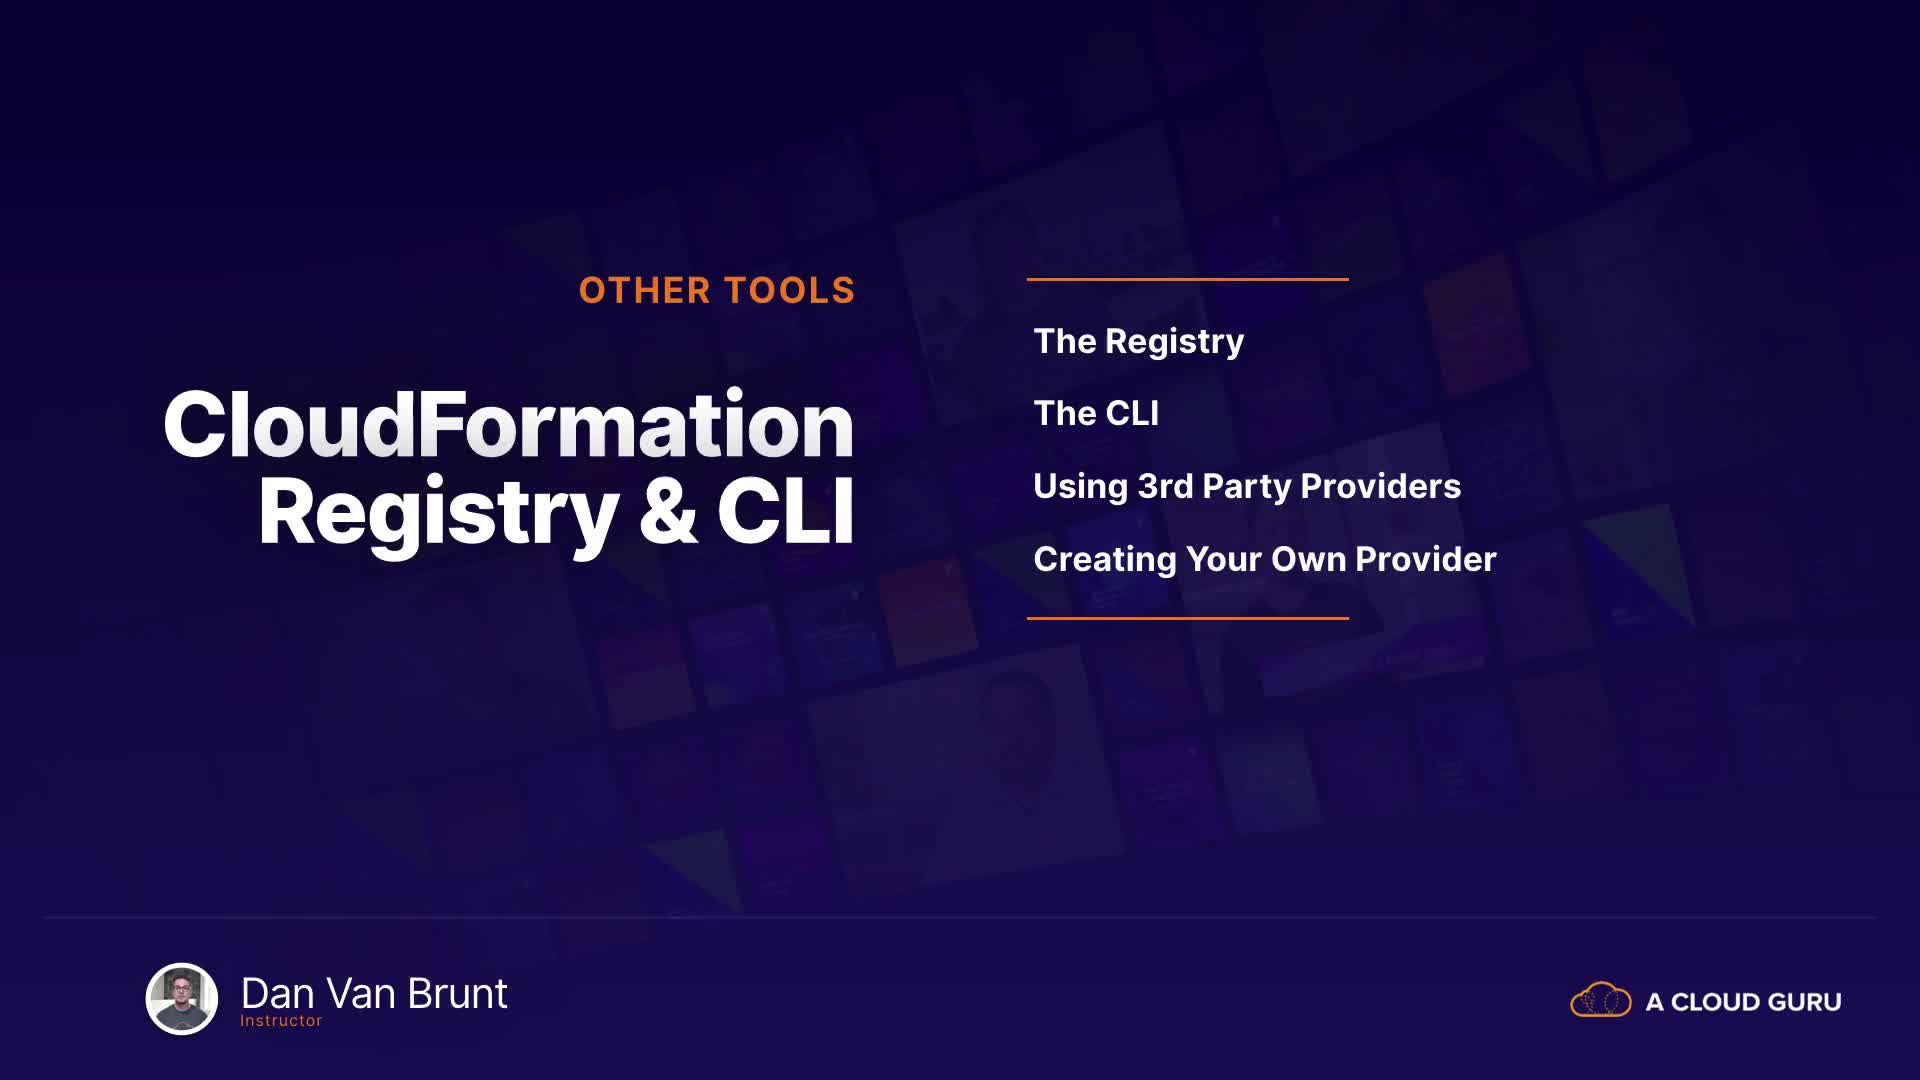 OTHER TOOLS
CloudFormation
Registry & CLI
The Registry
The CLI
Using 3rd Party Providers
Creating Your Own Provider
Dan Van Brunt
Instructor
A CLOUD GURU